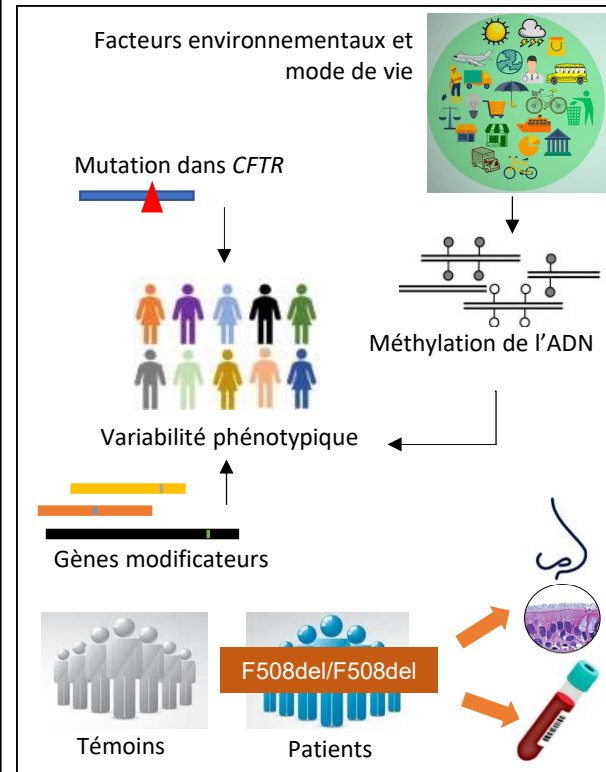 Facteurs environnementaux et
mode de vie
Mutation dans CFTR
Méthylation de l'ADN
Variabilité phénotypique
Gènes modificateurs
F508del/F508del
Témoins
Patients